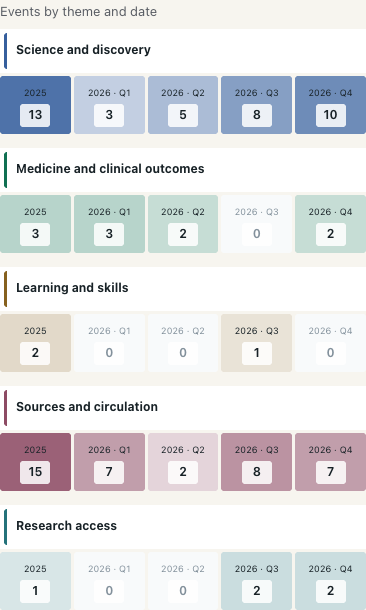 Events by theme and date
Science and discovery
2025 2026 · Q1 2026 · Q2 2026 · Q3 2026 · Q4
13 3 5 8 10
Medicine and clinical outcomes
2025 2026 · Q1 2026 · Q2 2026 · Q3 2026 · Q4
3 3 2 0 2
Learning and skills
2025 2026 · Q1 2026 · Q2 2026 · Q3 2026 · Q4
2 0 0 1 0
Sources and circulation
2025 2026 · Q1 2026 · Q2 2026 · Q3 2026 · Q4
15 7 2 8 7
Research access
2025 2026 · Q1 2026 · Q2 2026 · Q3 2026 · Q4
1 0 0 2 2